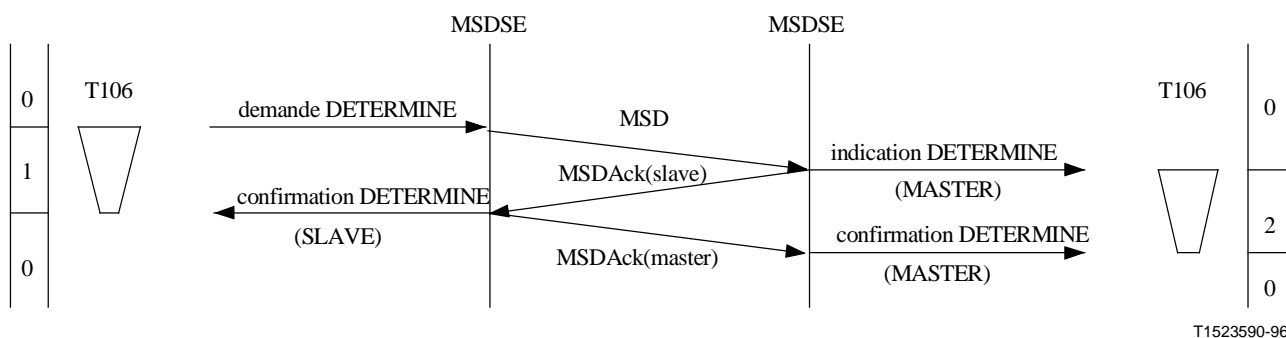 MSDSE MSDSE
T106 T106
0 0
demande DETERMINE
MSD
1
indication DETERMINE
MSDAck(slave)
(MASTER)
confirmation DETERMINE
(SLAVE)
2
confirmation DETERMINE
MSDAck(master)
(MASTER)
0 0
T1523590-96